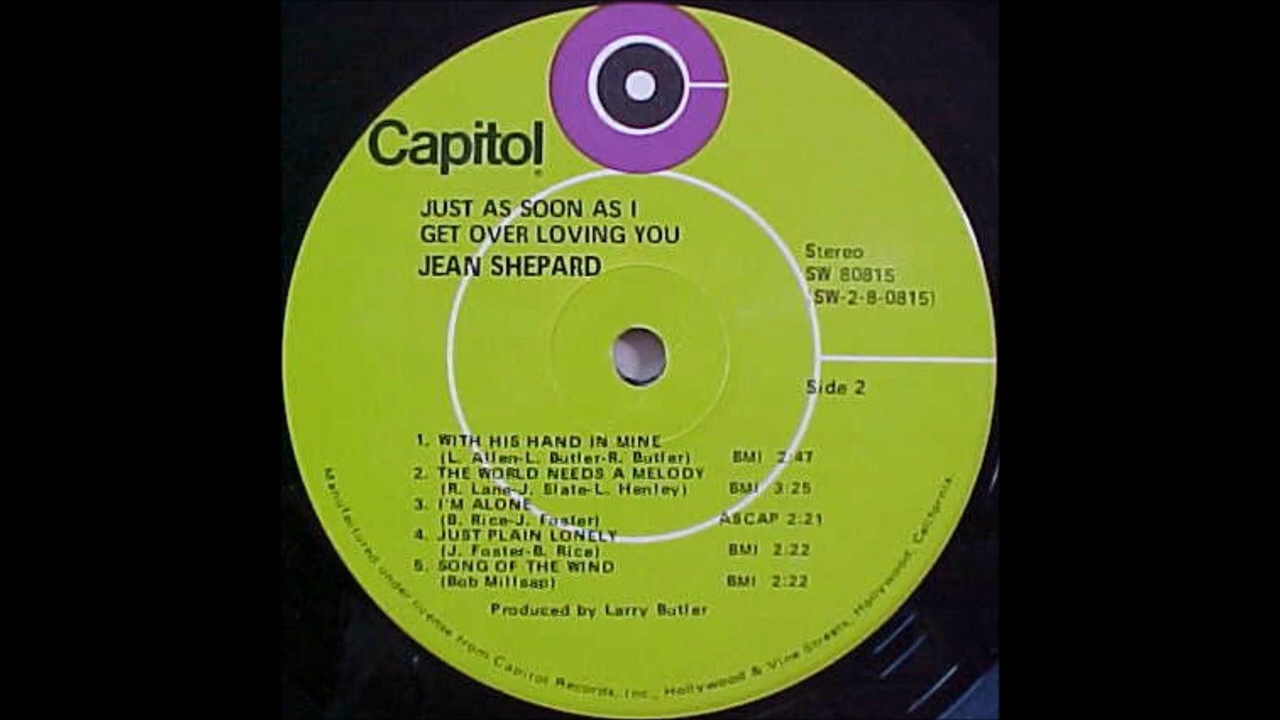 Capitol
JUST AS SOON AS I
GET OVER LOVING YOU
JEAN SHEPARD
Stereo
SW 80815
(SW-2-8-0815)
Side 2
1. WITH HIS HAND IN MINE
(L. Allen-L. Butler-R. Butler) BMI 2:47
2. THE WORLD NEEDS A MELODY
(R. Lane-J. Slate-L. Henley) BMI 3:25
3. I'M ALONE
(B. Rice-J. Foster) ASCAP 2:21
4. JUST PLAIN LONELY
(J. Foster-B. Rice) BMI 2:22
5. SONG OF THE WIND
(Bob Millsap) BMI 2:22
Produced by Larry Butler
Manufactured under license from Capitol Records, Inc., Hollywood & Vine Streets, Hollywood, California.